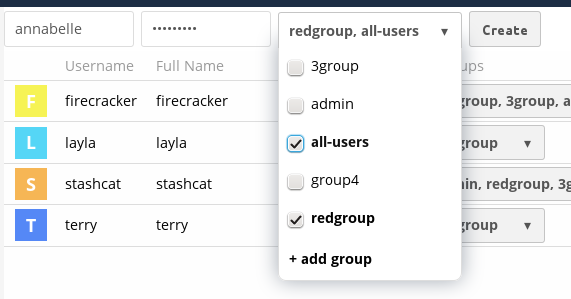 annabelle ••••••••• redgroup, all-users ▼ Create
Username Full Name ups
F firecracker firecracker group, 3group, a
L layla layla group ▼
S stashcat stashcat in, redgroup, 3g
T terry terry group ▼
3group
admin
all-users
group4
redgroup
+ add group